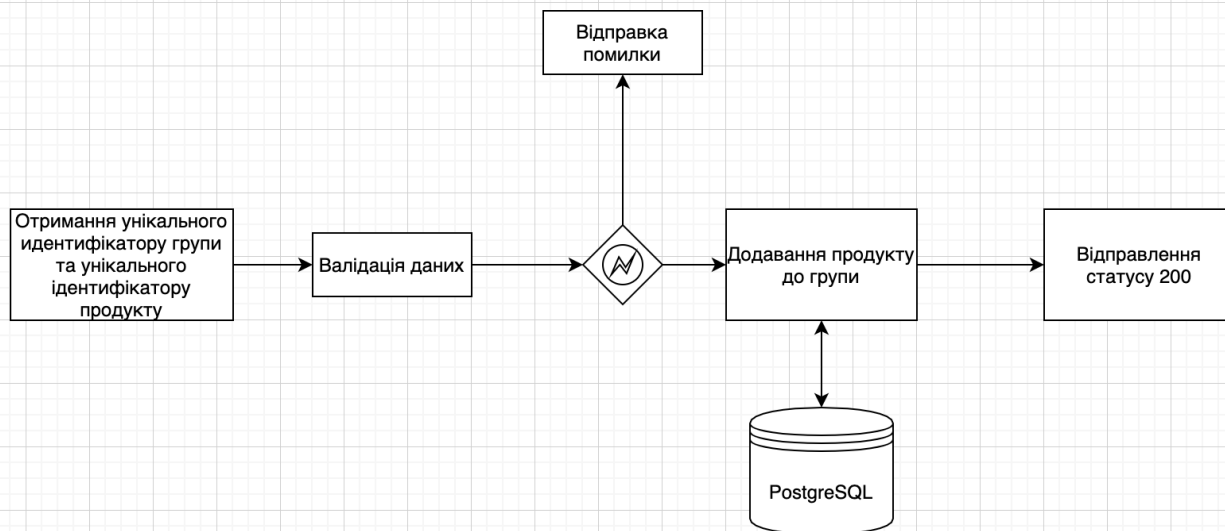 Відправка
помилки
Отримання унікального
идентифікатору групи
та унікального
ідентифікатору
продукту
Валідація даних
Додавання продукту
до групи
Відправлення
статусу 200
PostgreSQL